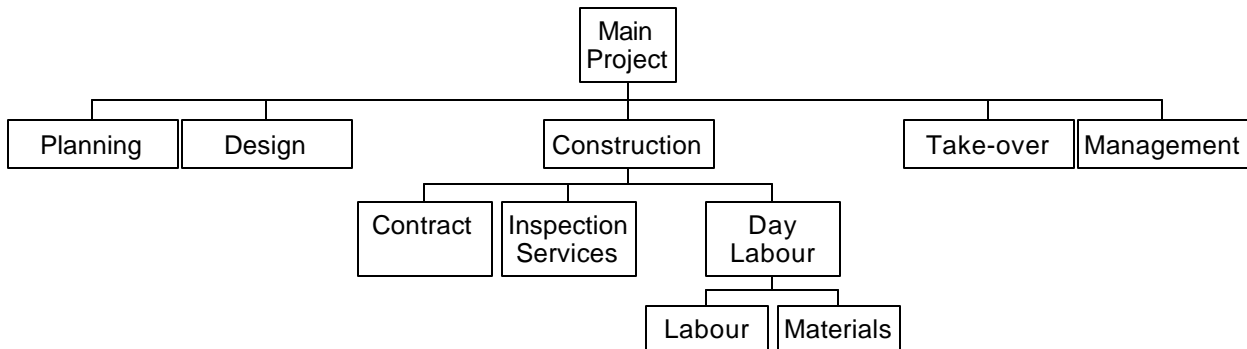 Main
Project
Planning
Design
Construction
Take-over
Management
Contract
Inspection
Services
Day
Labour
Labour
Materials